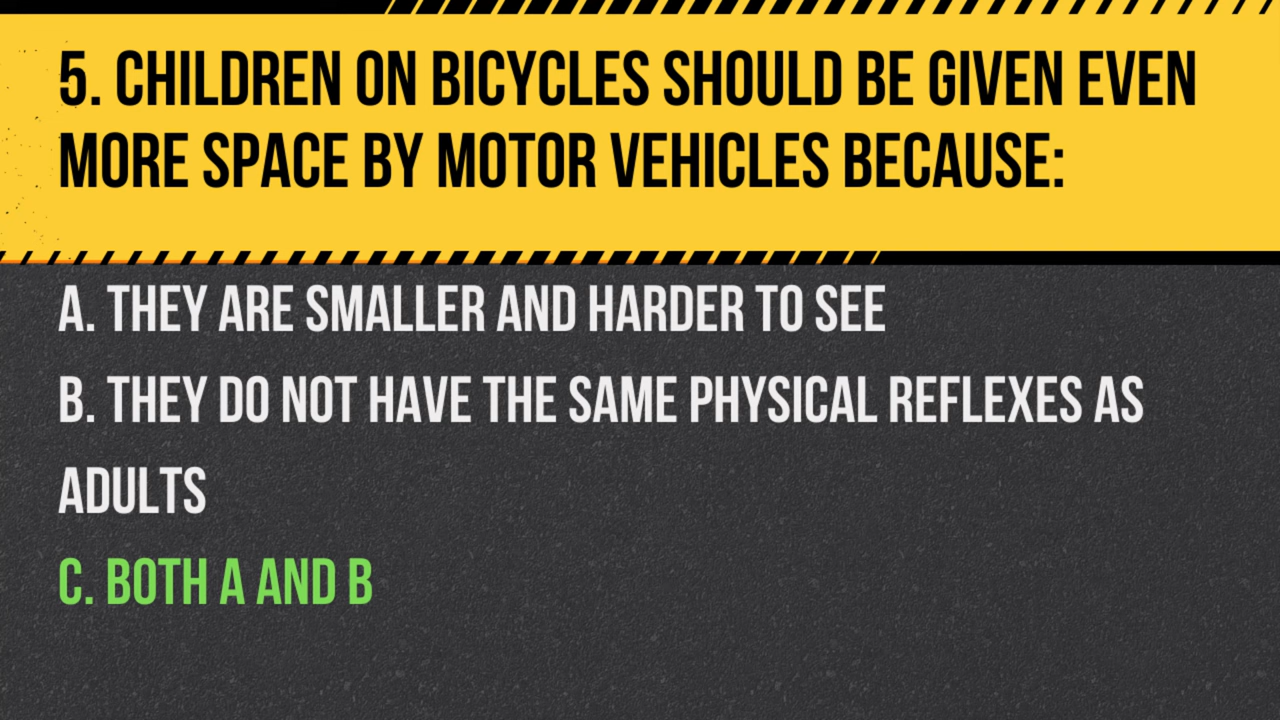 5. CHILDREN ON BICYCLES SHOULD BE GIVEN EVEN
MORE SPACE BY MOTOR VEHICLES BECAUSE:
A. THEY ARE SMALLER AND HARDER TO SEE
B. THEY DO NOT HAVE THE SAME PHYSICAL REFLEXES AS
ADULTS
C. BOTH A AND B